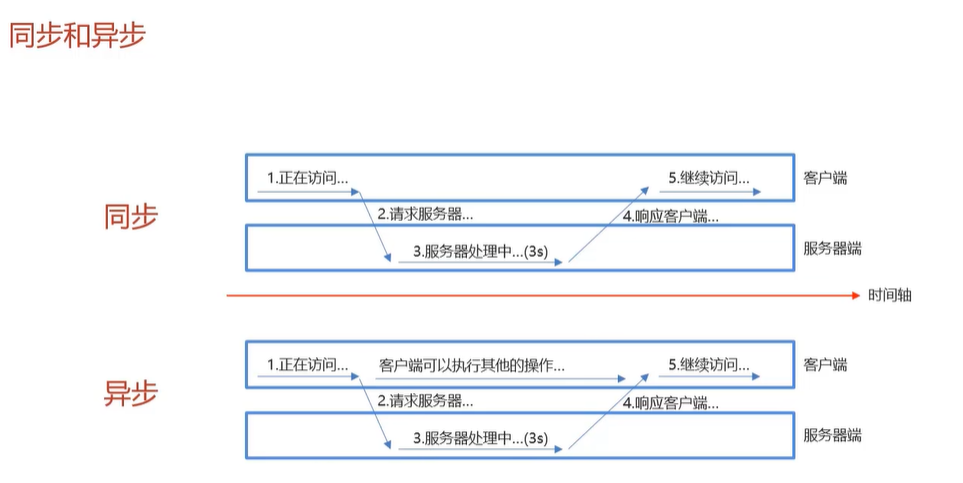 同步和异步
1.正在访问...
5.继续访问...
客户端
同步
2.请求服务器...
4.响应客户端...
3.服务器处理中...(3s)
服务器端
时间轴
1.正在访问...
客户端可以执行其他的操作...
5.继续访问...
客户端
异步
2.请求服务器...
4.响应客户端...
3.服务器处理中...(3s)
服务器端